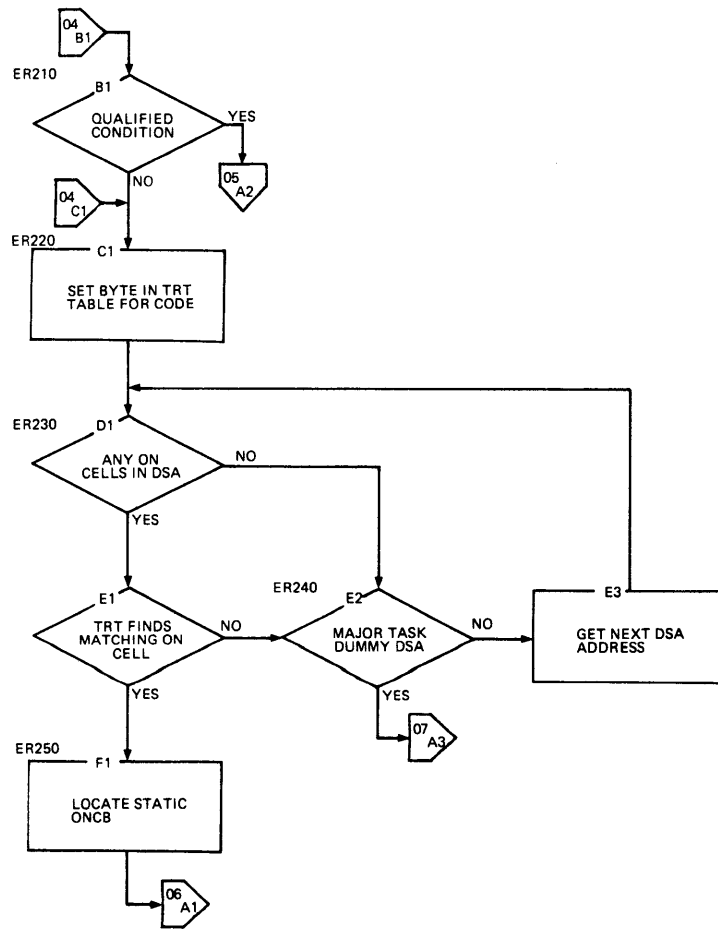 04
B1
ER210
B1
QUALIFIED
CONDITION
YES
05
A2
NO
04
C1
ER220
C1
SET BYTE IN TRT
TABLE FOR CODE
ER230
D1
ANY ON
CELLS IN DSA
NO
YES
E1
TRT FINDS
MATCHING ON
CELL
NO
YES
ER240
E2
MAJOR TASK
DUMMY DSA
NO
YES
07
A3
E3
GET NEXT DSA
ADDRESS
ER250
F1
LOCATE STATIC
ONCB
06
A1